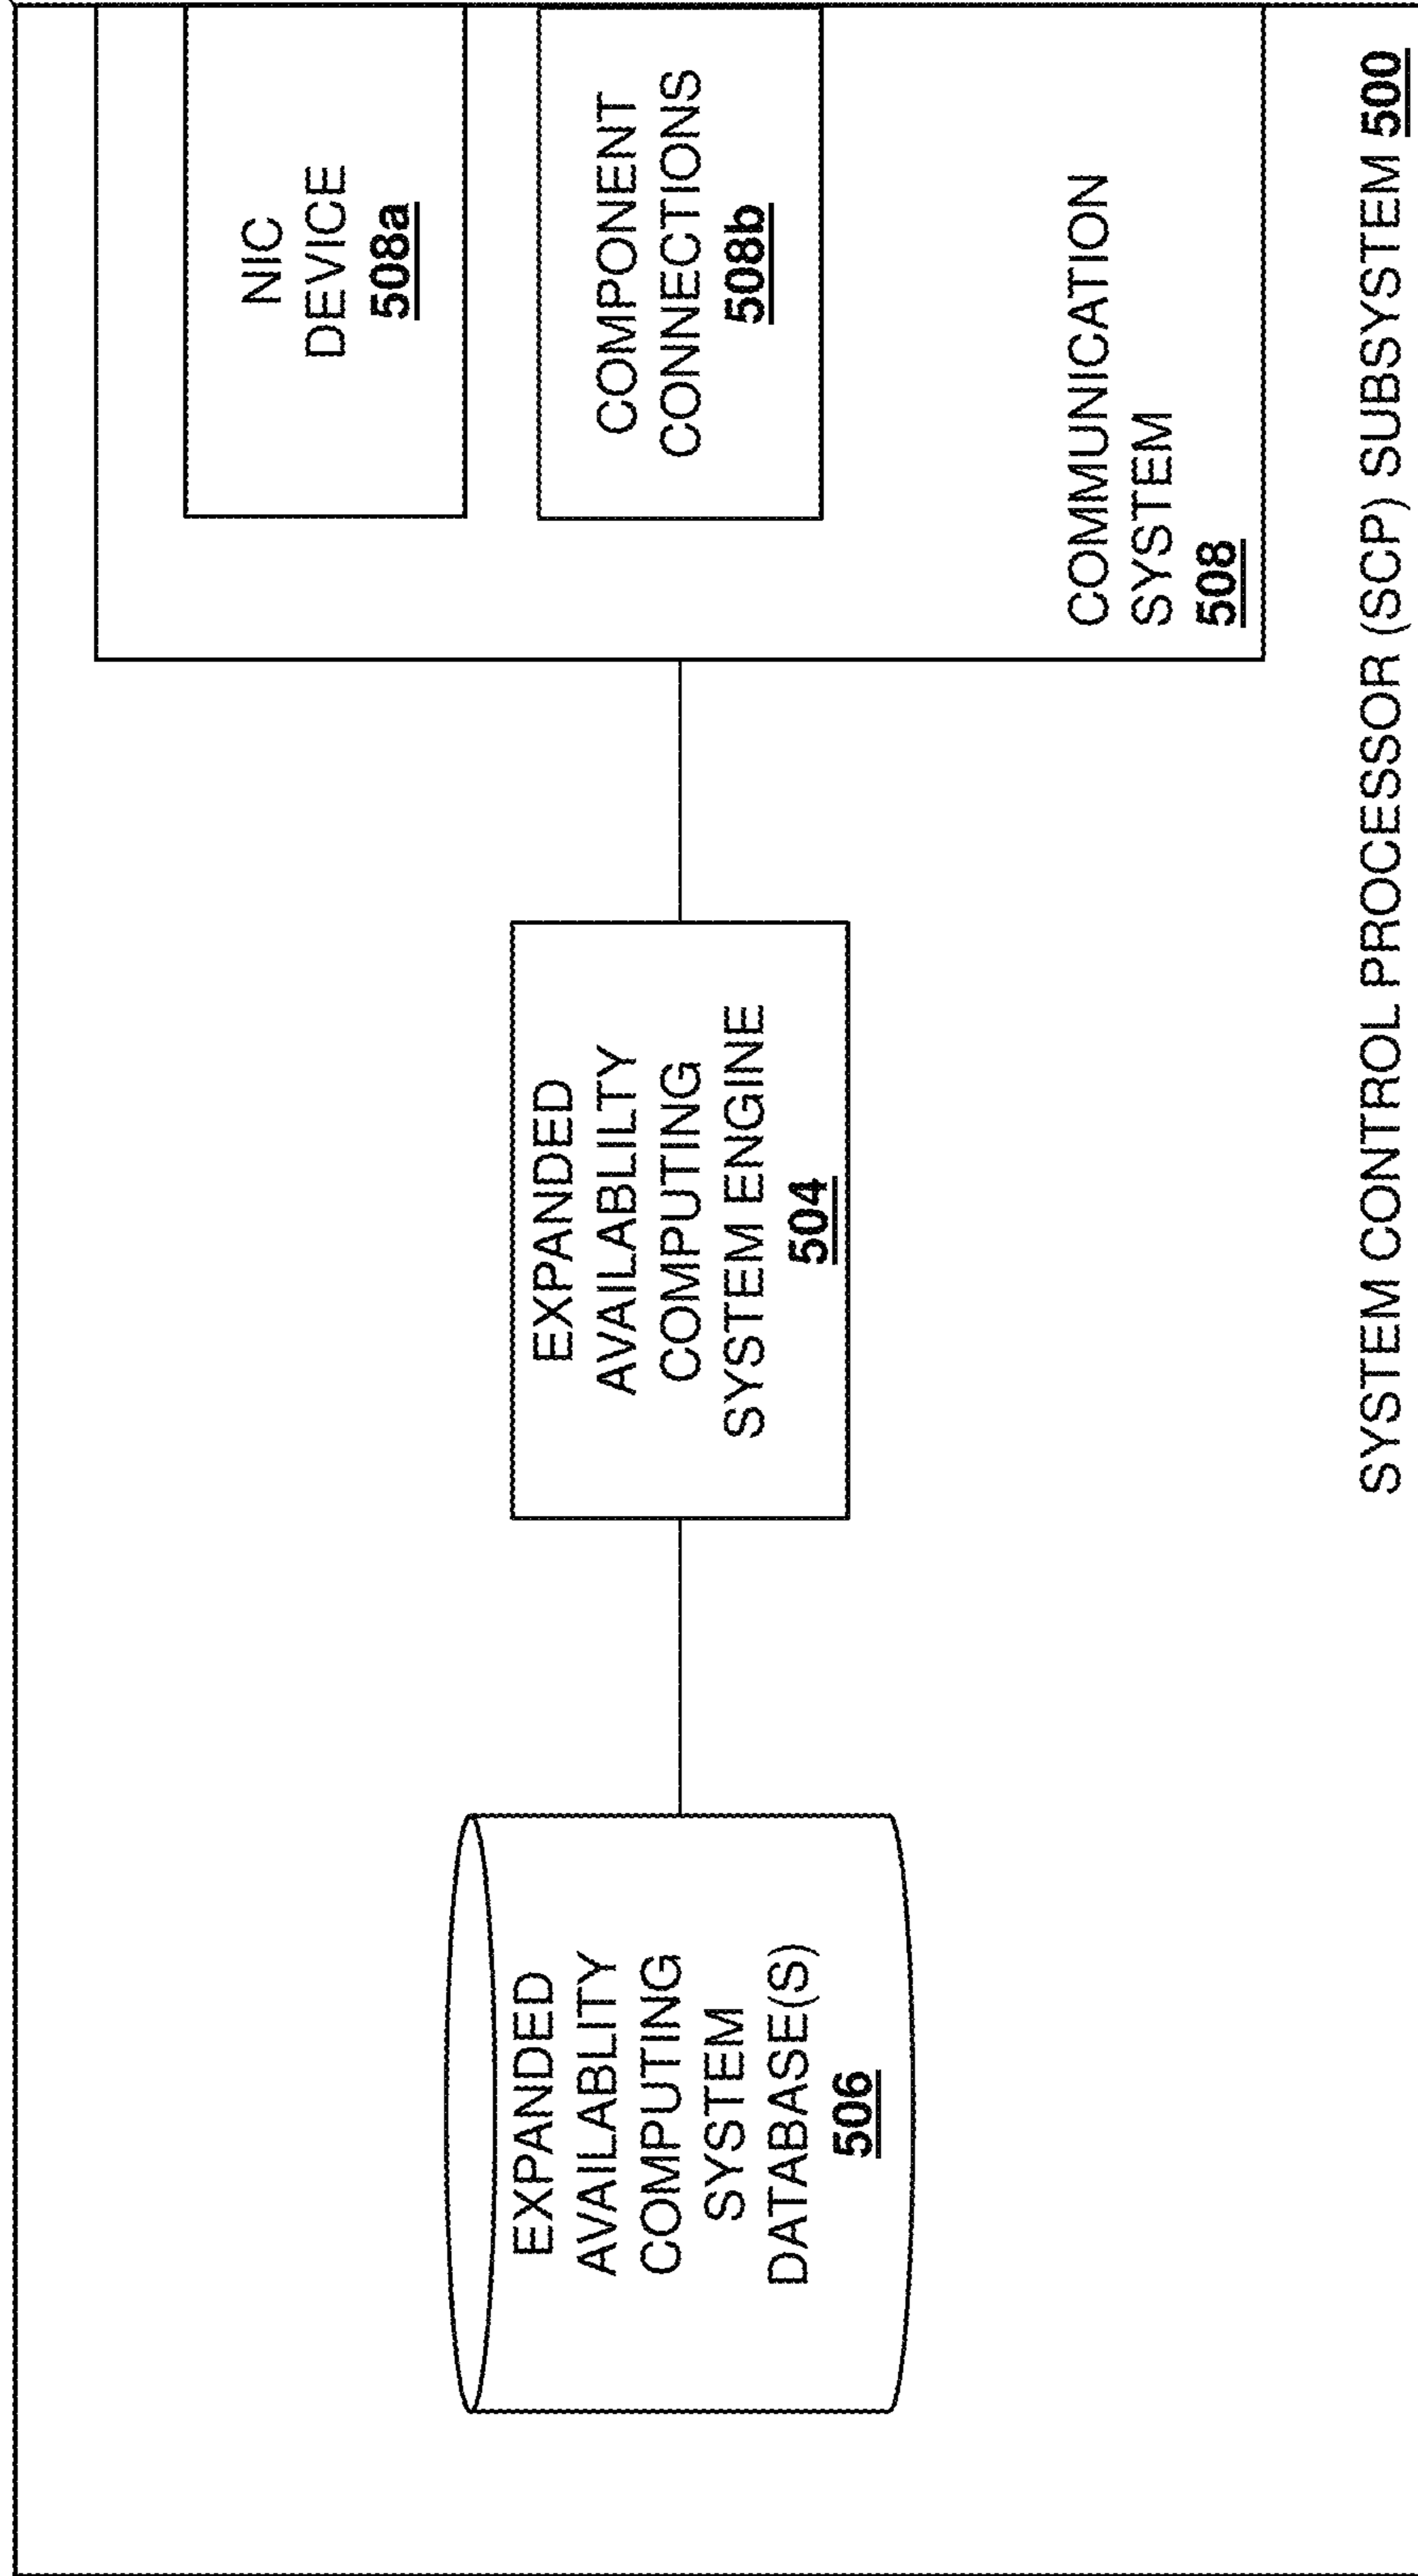 EXPANDED
AVAILABLITY
COMPUTING
SYSTEM
DATABASE(S)
506
EXPANDED
AVAILABLILTY
COMPUTING
SYSTEM ENGINE
504
NIC
DEVICE
508a
COMPONENT
CONNECTIONS
508b
COMMUNICATION
SYSTEM
508
SYSTEM CONTROL PROCESSOR (SCP) SUBSYSTEM 500